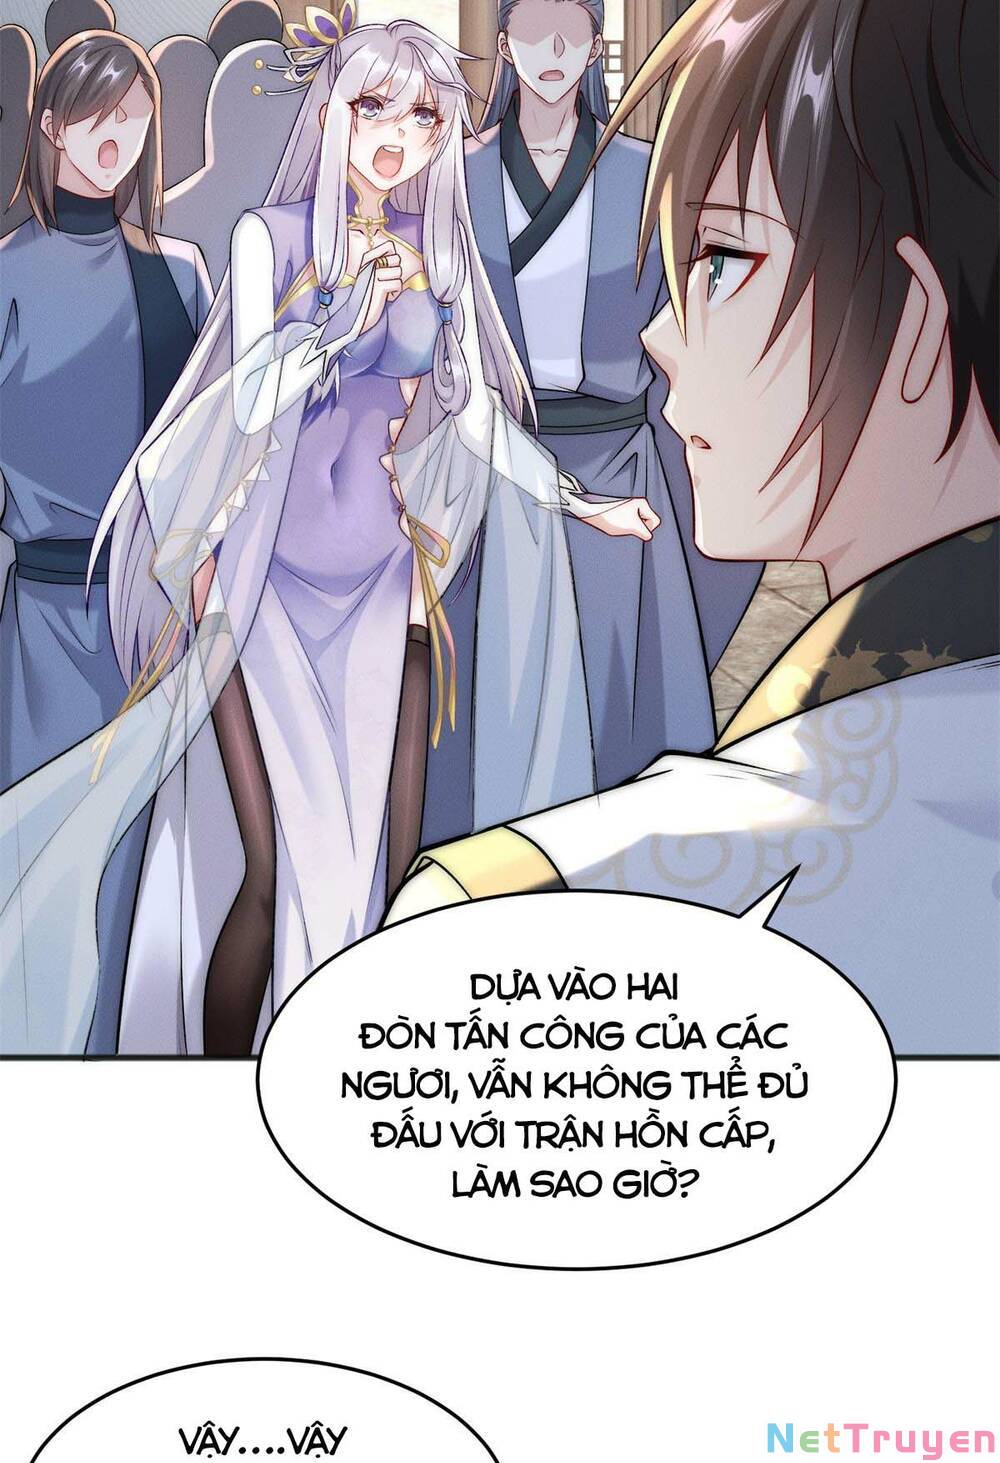 DỰA VÀO HAI
ĐÒN TẤN CÔNG CỦA CÁC
NGƯƠI, VẪN KHÔNG THỂ ĐỦ
ĐẤU VỚI TRẬN HỒN CẤP,
LÀM SAO GIỜ?
VẬY....VẬY
NetTruyen